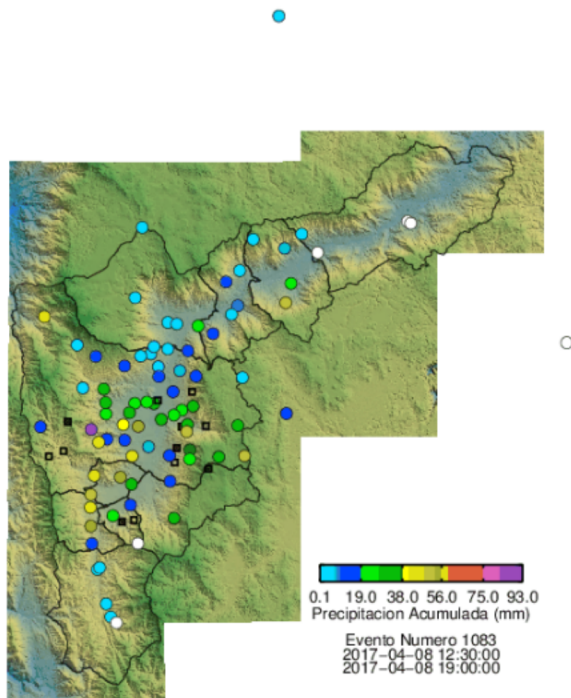 0.1 19.0 38.0 56.0 75.0 93.0
Precipitacion Acumulada (mm)
Evento Numero 1083
2017-04-08 12:30:00
2017-04-08 19:00:00